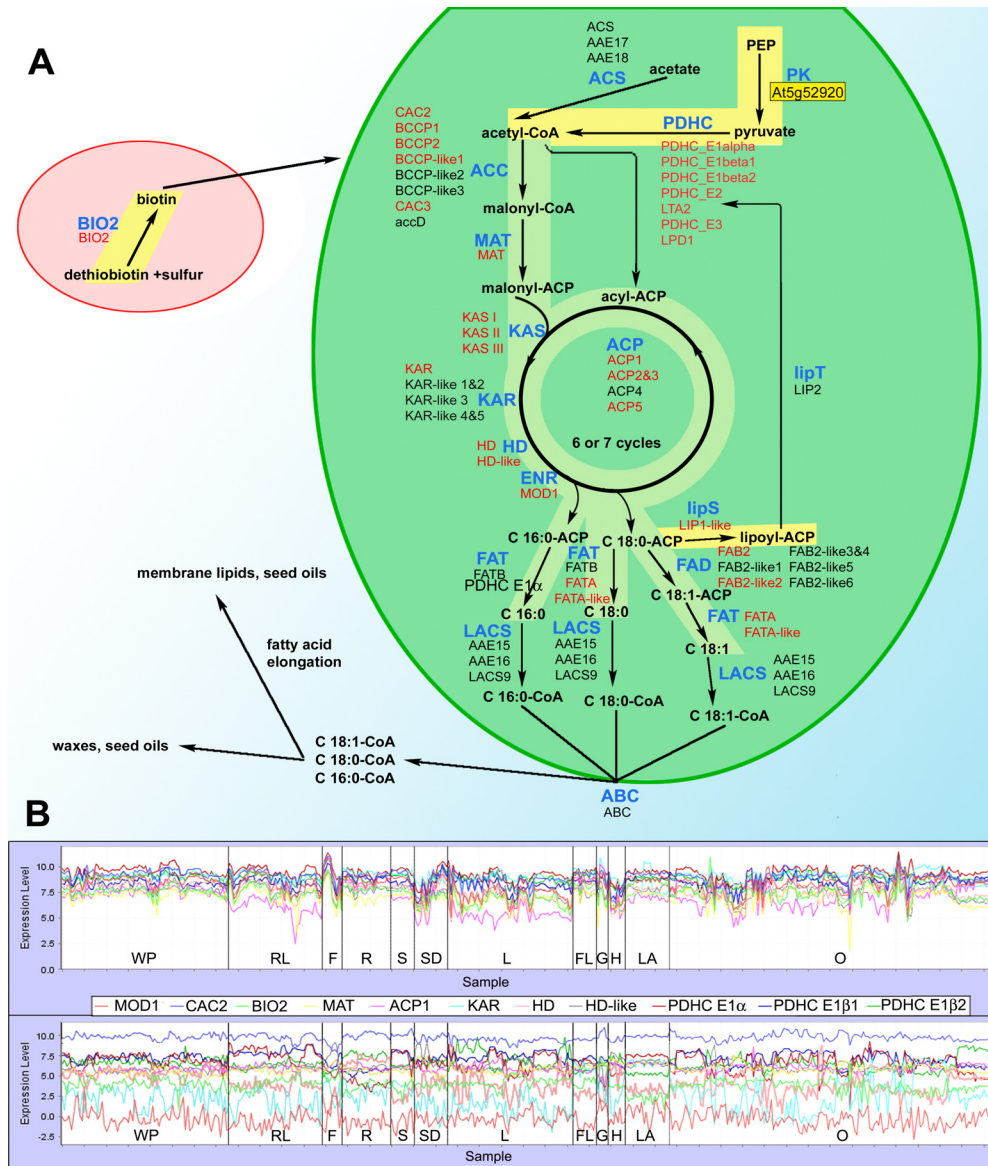 A
ACS
AAE17
AAE18
ACS
acetate
PEP
PK
At5g52920
CAC2
BCCP1
BCCP2
BCCP-like1
BCCP-like2
BCCP-like3
CAC3
accD
acetyl-CoA
PDHC
pyruvate
PDHC_E1alpha
PDHC_E1beta1
PDHC_E1beta2
PDHC_E2
LTA2
PDHC_E3
LPD1
ACC
malonyl-CoA
MAT
MAT
malonyl-ACP
acyl-ACP
biotin
BIO2
BIO2
dethiobiotin +sulfur
KAS I
KAS II
KAS III
KAS
ACP
ACP1
ACP2&3
ACP4
ACP5
lipT
LIP2
KAR
KAR-like 1&2
KAR-like 3
KAR-like 4&5
KAR
6 or 7 cycles
HD
HD-like
HD
ENR
MOD1
lipS
LIP1-like
C 16:0-ACP
C 18:0-ACP
lipoyl-ACP
FAT
FATB
PDHC E1α
FAT
FATB
FATA
FATA-like
FAD
FAB2
FAB2-like1
FAB2-like2
FAB2-like3&4
FAB2-like5
FAB2-like6
C 18:1-ACP
C 16:0
C 18:0
FAT
FATA
FATA-like
C 18:1
LACS
AAE15
AAE16
LACS9
LACS
AAE15
AAE16
LACS9
LACS
AAE15
AAE16
LACS9
C 16:0-CoA
C 18:0-CoA
C 18:1-CoA
membrane lipids, seed oils
fatty acid
elongation
waxes, seed oils
C 18:1-CoA
C 18:0-CoA
C 16:0-CoA
ABC
ABC
B
Expression Level
10.0
7.5
5.0
2.5
0.0
WP RL F R S SD L FL G H LA O
Sample
MOD1 CAC2 BIO2 MAT ACP1 KAR HD HD-like PDHC E1α PDHC E1β1 PDHC E1β2
Expression Level
10.0
7.5
5.0
2.5
0.0
-2.5
WP RL F R S SD L FL G H LA O
Sample